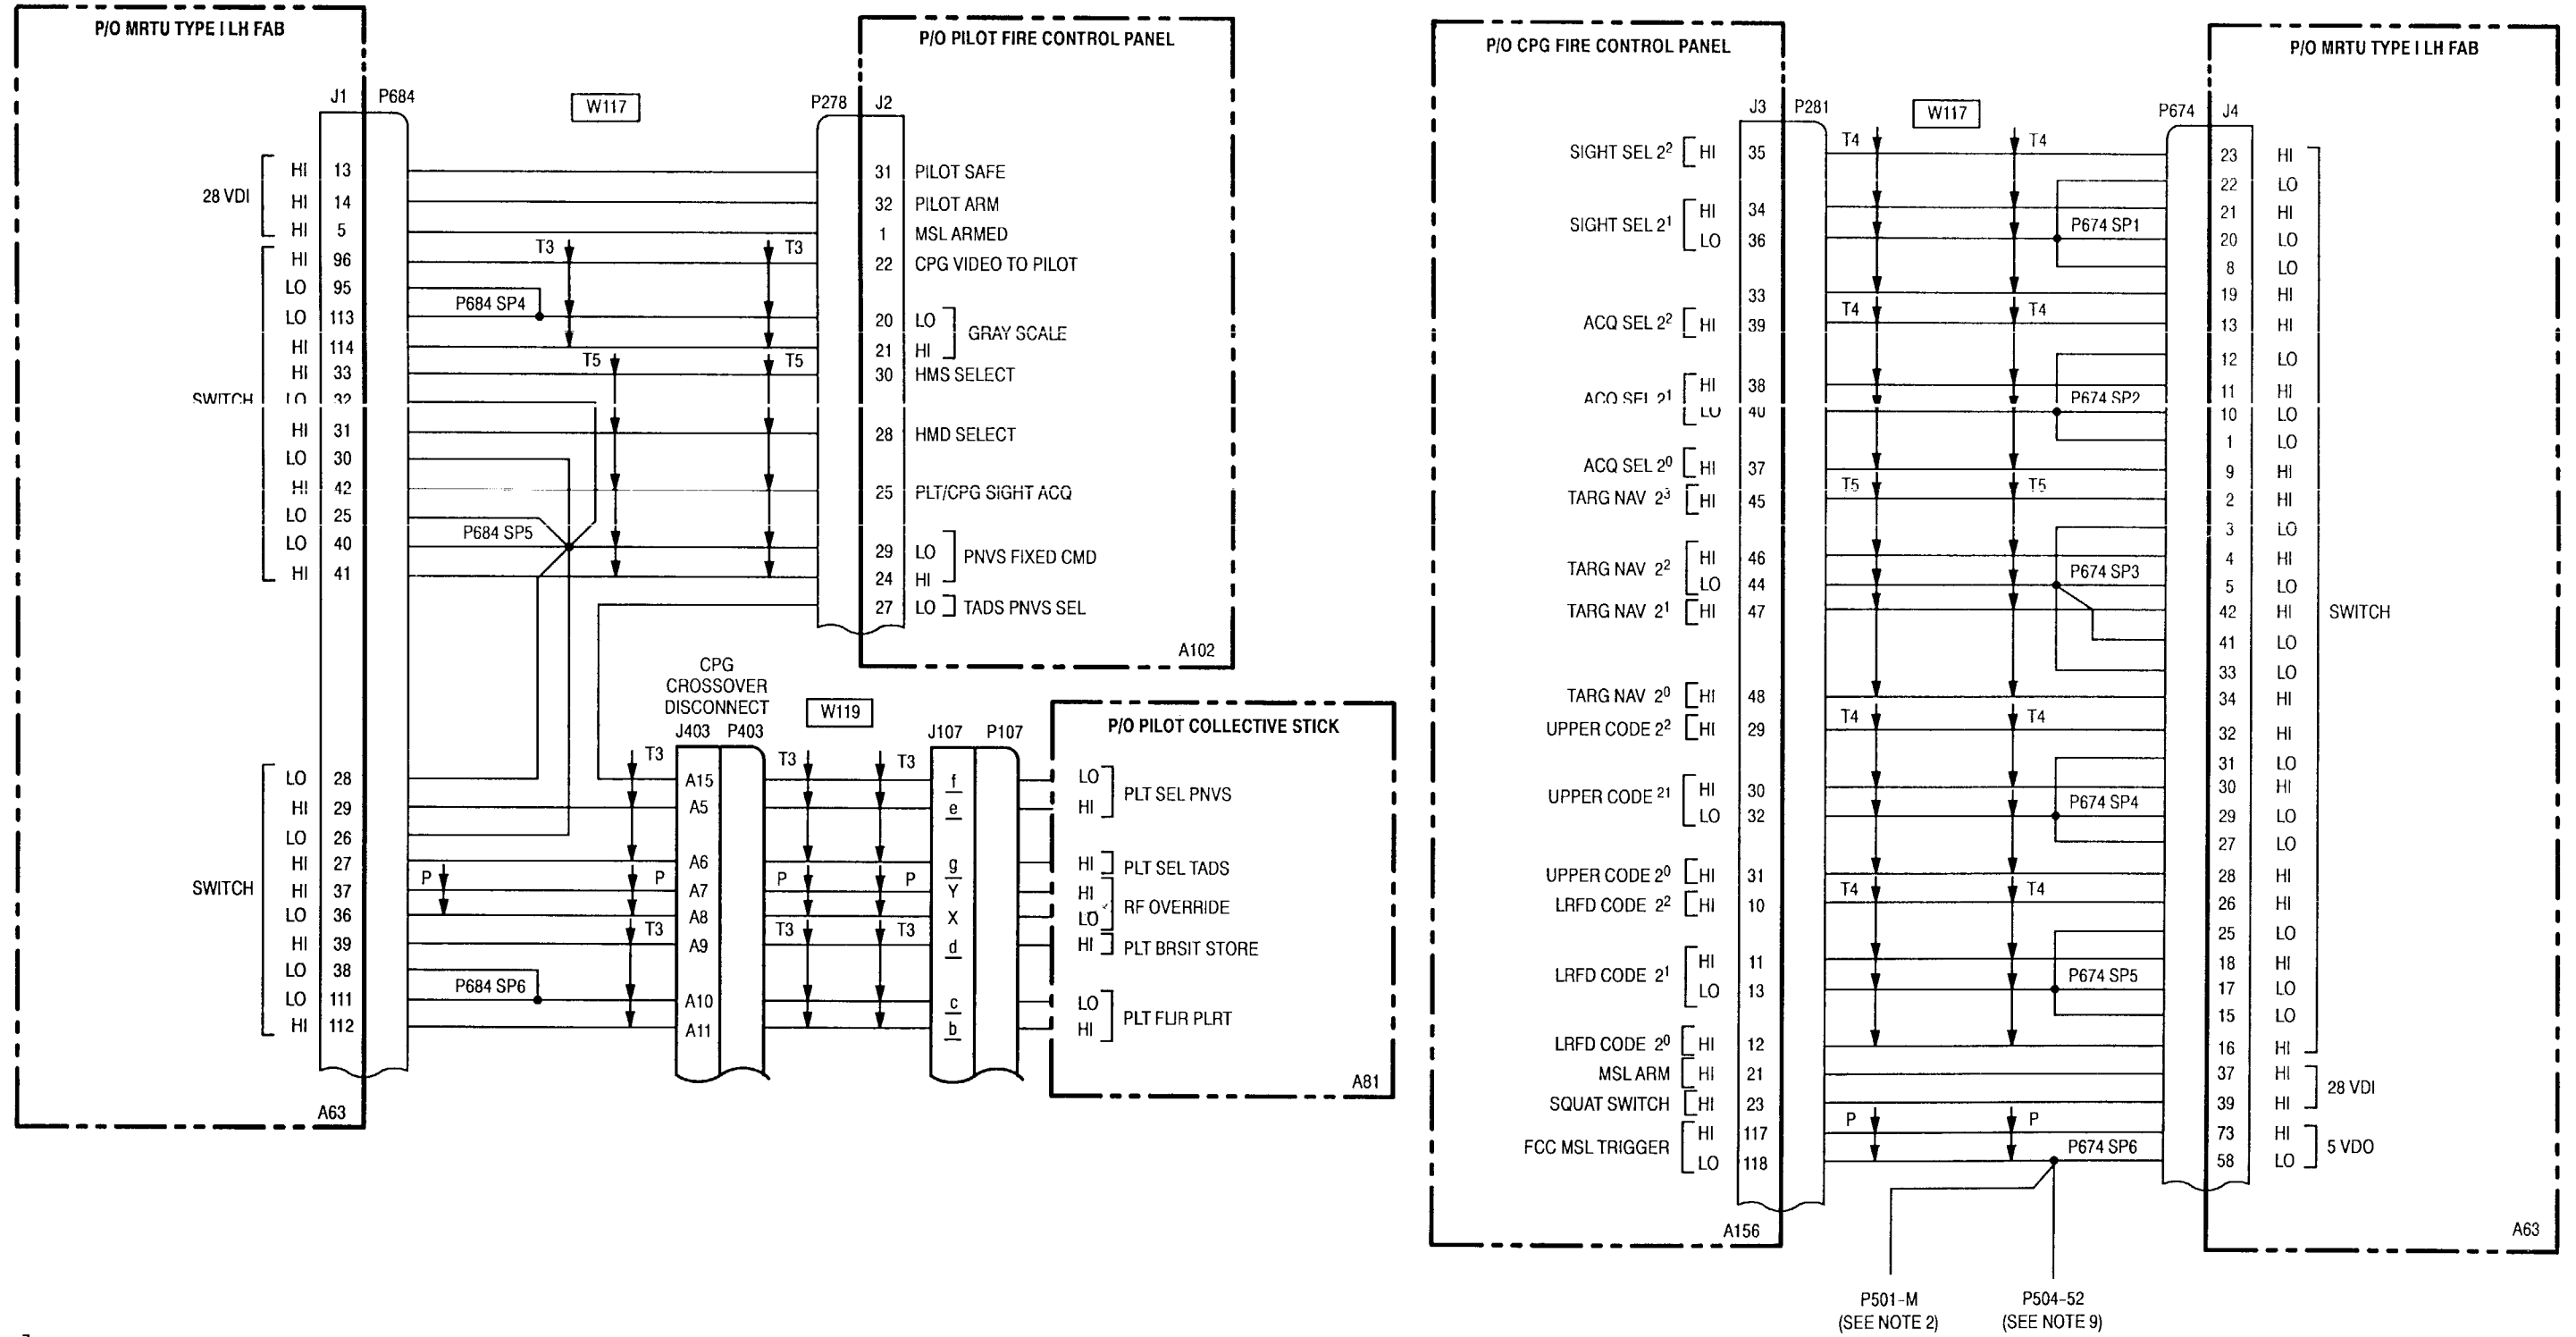 P/O MRTU TYPE I LH FAB
J1 P684
W117
28 VDI
HI 13
HI 14
HI 5
SWITCH
HI 96
LO 95
LO 113
HI 114
HI 33
LO 32
HI 31
LO 30
HI 42
LO 25
LO 40
HI 41
T3 T3
P684 SP4
T5 T5
P684 SP5
SWITCH
LO 28
HI 29
LO 26
HI 27
HI 37
LO 36
HI 39
LO 38
LO 111
HI 112
P
P684 SP6
A63
P/O PILOT FIRE CONTROL PANEL
P278 J2
31 PILOT SAFE
32 PILOT ARM
1 MSL ARMED
22 CPG VIDEO TO PILOT
20 LO
GRAY SCALE
21 HI
30 HMS SELECT
28 HMD SELECT
25 PLT/CPG SIGHT ACQ
29 LO
PNVS FIXED CMD
24 HI
27 LO TADS PNVS SEL
A102
CPG
CROSSOVER
DISCONNECT
W119
J403 P403
J107 P107
T3 A15 T3 T3 f
A5 e
A6 g
P A7 P P Y
A8 X
T3 A9 T3 T3 d
A10 c
A11 b
P/O PILOT COLLECTIVE STICK
LO
PLT SEL PNVS
HI
HI PLT SEL TADS
HI
RF OVERRIDE
LO
HI PLT BRSIT STORE
LO
PLT FLIR PLRT
HI
A81
P/O CPG FIRE CONTROL PANEL
J3 P281
W117
SIGHT SEL 2² HI 35
SIGHT SEL 2¹ HI 34
LO 36
33
ACQ SEL 2² HI 39
ACQ SEL 2¹ HI 38
LO 40
ACQ SEL 2⁰ HI 37
TARG NAV 2³ HI 45
TARG NAV 2² HI 46
LO 44
TARG NAV 2¹ HI 47
TARG NAV 2⁰ HI 48
UPPER CODE 2² HI 29
UPPER CODE ²¹ HI 30
LO 32
UPPER CODE 2⁰ HI 31
LRFD CODE 2² HI 10
LRFD CODE 2¹ HI 11
LO 13
LRFD CODE 2⁰ HI 12
MSL ARM HI 21
SQUAT SWITCH HI 23
FCC MSL TRIGGER HI 117
LO 118
A156
T4 T4
P674 SP1
T4 T4
P674 SP2
T5 T5
P674 SP3
T4 T4
P674 SP4
T4 T4
P674 SP5
P P
P674 SP6
P/O MRTU TYPE I LH FAB
P674 J4
23 HI
22 LO
21 HI
20 LO
8 LO
19 HI
13 HI
12 LO
11 HI
10 LO
1 LO
9 HI
2 HI
3 LO
4 HI
5 LO
42 HI
SWITCH
41 LO
33 LO
34 HI
32 HI
31 LO
30 HI
29 LO
27 LO
28 HI
26 HI
25 LO
18 HI
17 LO
15 LO
16 HI
37 HI
28 VDI
39 HI
73 HI
5 VDO
58 LO
A63
P501-M
(SEE NOTE 2)
P504-52
(SEE NOTE 9)